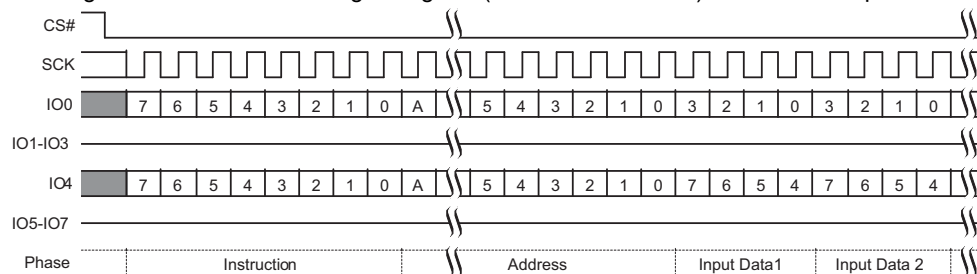 CS#
SCK
IO0 7 6 5 4 3 2 1 0 A 5 4 3 2 1 0 3 2 1 0 3 2 1 0
IO1-IO3
IO4 7 6 5 4 3 2 1 0 A 5 4 3 2 1 0 7 6 5 4 7 6 5 4
IO5-IO7
Phase Instruction Address Input Data1 Input Data 2